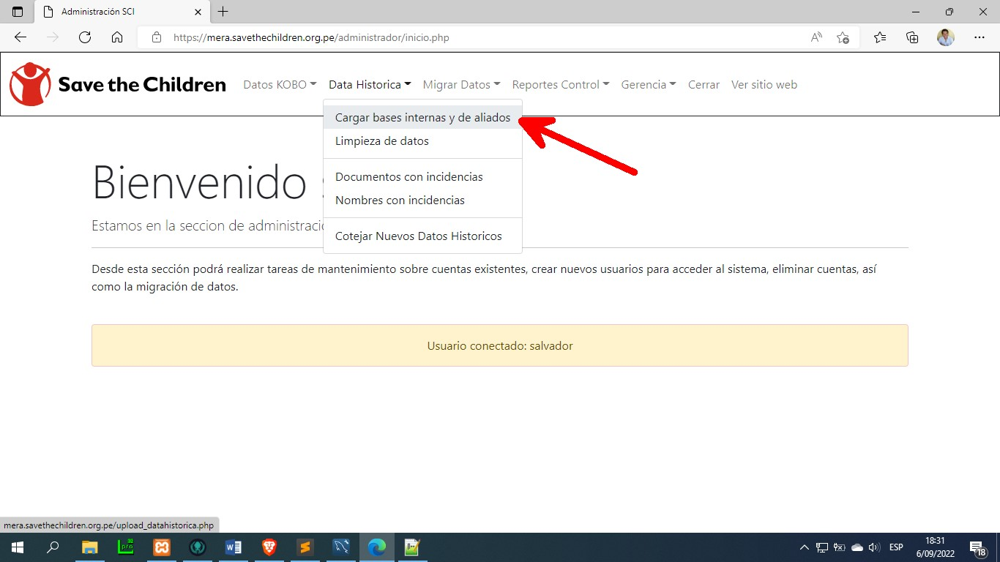 Administración SCI
https://mera.savethechildren.org.pe/administrador/inicio.php
Save the Children
Datos KOBO
Data Historica
Migrar Datos
Reportes Control
Gerencia
Cerrar
Ver sitio web
Cargar bases internas y de aliados
Limpieza de datos
Documentos con incidencias
Nombres con incidencias
Cotejar Nuevos Datos Historicos
Bienvenido
Estamos en la seccion de
Desde esta sección podrá realizar tareas de mantenimiento sobre cuentas existentes, crear nuevos usuarios para acceder al sistema, eliminar cuentas, así
como la migración de datos.
Usuario conectado: salvador
mera.savethechildren.org.pe/upload_datahistorica.php
ESP
18:31
6/09/2022
18